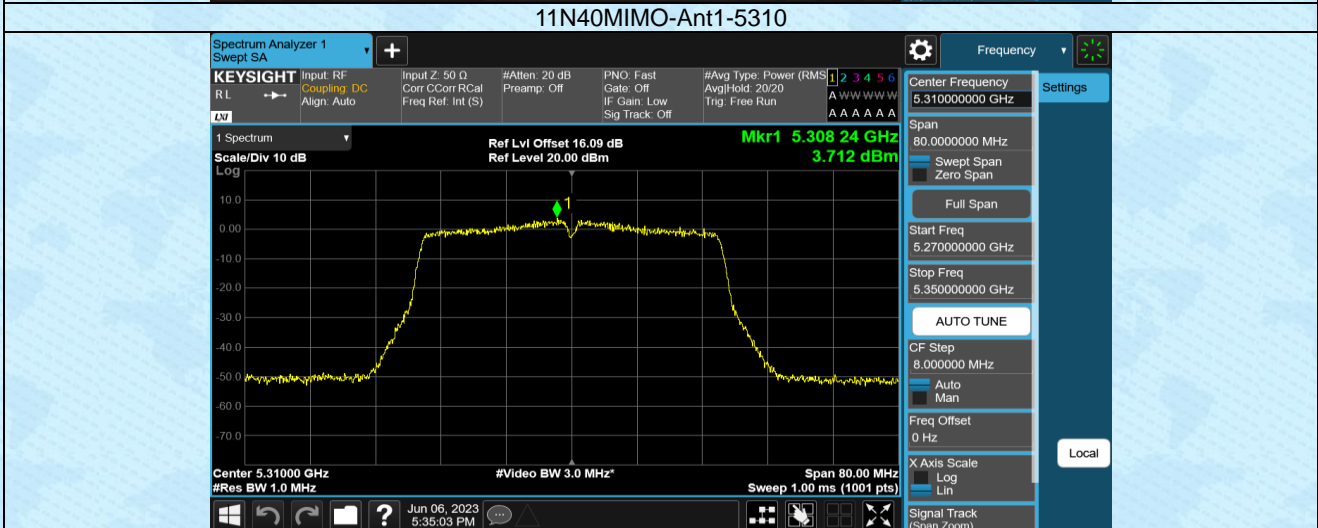 11N40MIMO-Ant1-5310
Spectrum Analyzer 1
Swept SA
Frequency
KEYSIGHT
RL
LXI
Input: RF
Coupling: DC
Align: Auto
Input Z: 50 Ω
Corr CCorr RCal
Freq Ref: Int (S)
#Atten: 20 dB
Preamp: Off
PNO: Fast
Gate: Off
IF Gain: Low
Sig Track: Off
#Avg Type: Power (RMS
Avg|Hold: 20/20
Trig: Free Run
1 2 3 4 5 6
A W W W W W
A A A A A A
Center Frequency
5.310000000 GHz
Settings
1 Spectrum
Scale/Div 10 dB
Log
Ref Lvl Offset 16.09 dB
Ref Level 20.00 dBm
Mkr1 5.308 24 GHz
3.712 dBm
Span
80.0000000 MHz
Swept Span
Zero Span
Full Span
Start Freq
5.270000000 GHz
Stop Freq
5.350000000 GHz
AUTO TUNE
CF Step
8.000000 MHz
Auto
Man
Freq Offset
0 Hz
X Axis Scale
Log
Lin
Signal Track
(Span Zoom)
Local
1
10.0
0.00
-10.0
-20.0
-30.0
-40.0
-50.0
-60.0
-70.0
Center 5.31000 GHz
#Res BW 1.0 MHz
#Video BW 3.0 MHz*
Span 80.00 MHz
Sweep 1.00 ms (1001 pts)
?
Jun 06, 2023
5:35:03 PM